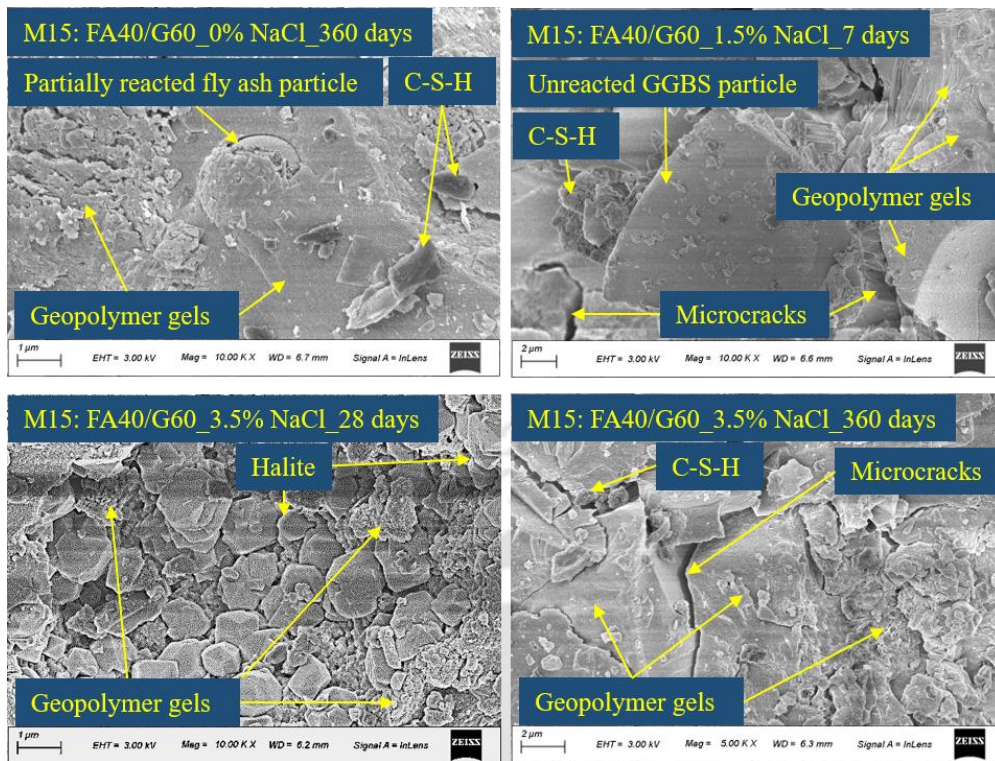 M15: FA40/G60_0% NaCl_360 days
Partially reacted fly ash particle
C-S-H
Geopolymer gels
1 µm
EHT = 3.00 kV
Mag = 10.00 K X
WD = 6.7 mm
Signal A = InLens
ZEISS
M15: FA40/G60_1.5% NaCl_7 days
Unreacted GGBS particle
C-S-H
Geopolymer gels
Microcracks
2 µm
EHT = 3.00 kV
Mag = 10.00 K X
WD = 6.6 mm
Signal A = InLens
ZEISS
M15: FA40/G60_3.5% NaCl_28 days
Halite
Geopolymer gels
1 µm
EHT = 3.00 kV
Mag = 10.00 K X
WD = 6.2 mm
Signal A = InLens
ZEISS
M15: FA40/G60_3.5% NaCl_360 days
C-S-H
Microcracks
Geopolymer gels
2 µm
EHT = 3.00 kV
Mag = 5.00 K X
WD = 6.3 mm
Signal A = InLens
ZEISS